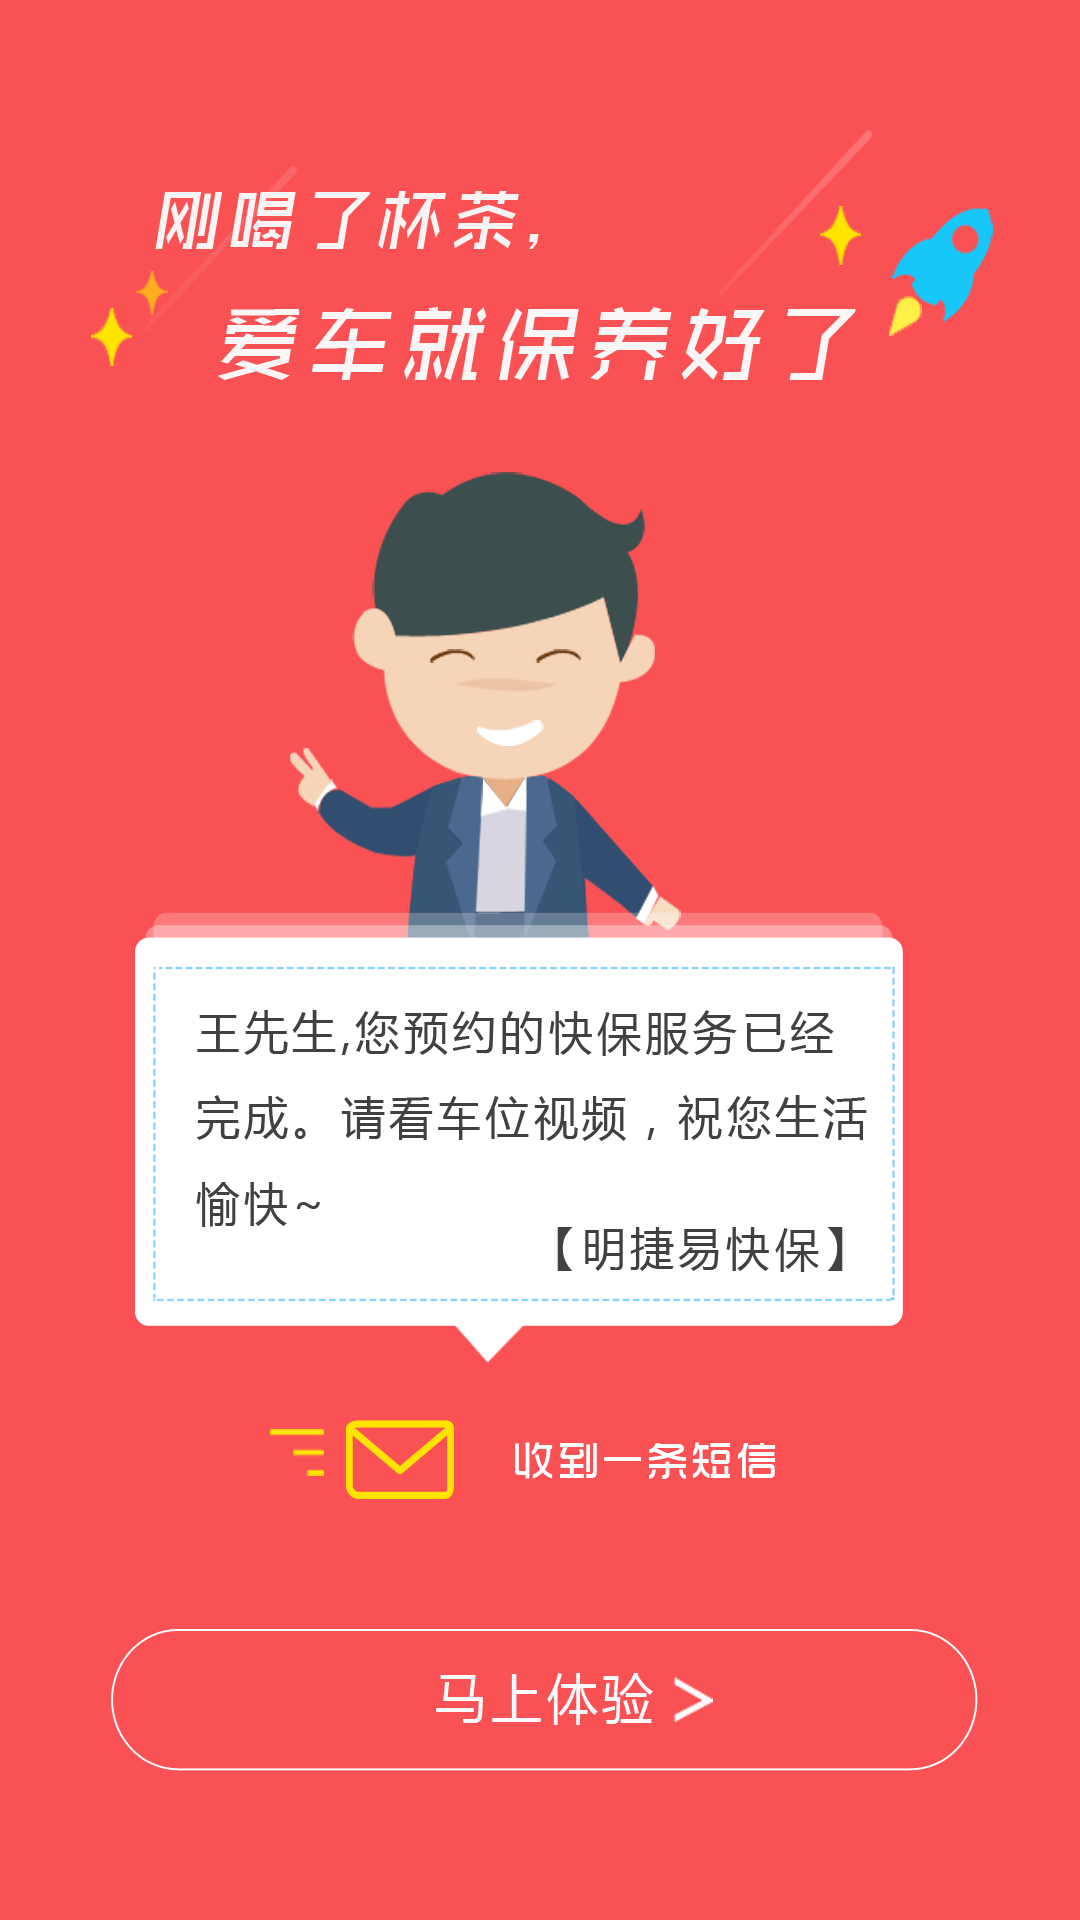 刚喝了杯茶,
爱车就保养好了
王先生,您预约的快保服务已经
完成。请看车位视频，祝您生活
愉快~
【明捷易快保】
收到一条短信
马上体验 >